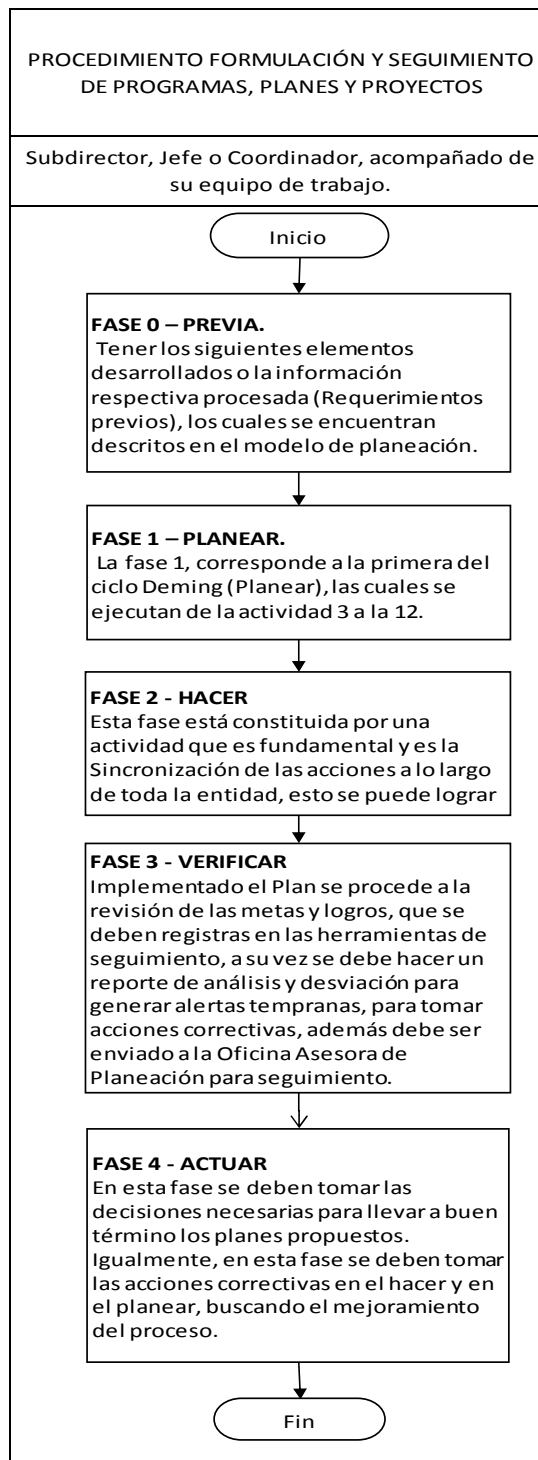 PROCEDIMIENTO FORMULACIÓN Y SEGUIMIENTO
DE PROGRAMAS, PLANES Y PROYECTOS
Subdirector, Jefe o Coordinador, acompañado de
su equipo de trabajo.
Inicio
FASE 0 – PREVIA.
Tener los siguientes elementos
desarrollados o la información
respectiva procesada (Requerimientos
previos), los cuales se encuentran
descritos en el modelo de planeación.
FASE 1 – PLANEAR.
La fase 1, corresponde a la primera del
ciclo Deming (Planear), las cuales se
ejecutan de la actividad 3 a la 12.
FASE 2 - HACER
Esta fase está constituida por una
actividad que es fundamental y es la
Sincronización de las acciones a lo largo
de toda la entidad, esto se puede lograr
FASE 3 - VERIFICAR
Implementado el Plan se procede a la
revisión de las metas y logros, que se
deben registras en las herramientas de
seguimiento, a su vez se debe hacer un
reporte de análisis y desviación para
generar alertas tempranas, para tomar
acciones correctivas, además debe ser
enviado a la Oficina Asesora de
Planeación para seguimiento.
FASE 4 - ACTUAR
En esta fase se deben tomar las
decisiones necesarias para llevar a buen
término los planes propuestos.
Igualmente, en esta fase se deben tomar
las acciones correctivas en el hacer y en
el planear, buscando el mejoramiento
del proceso.
Fin